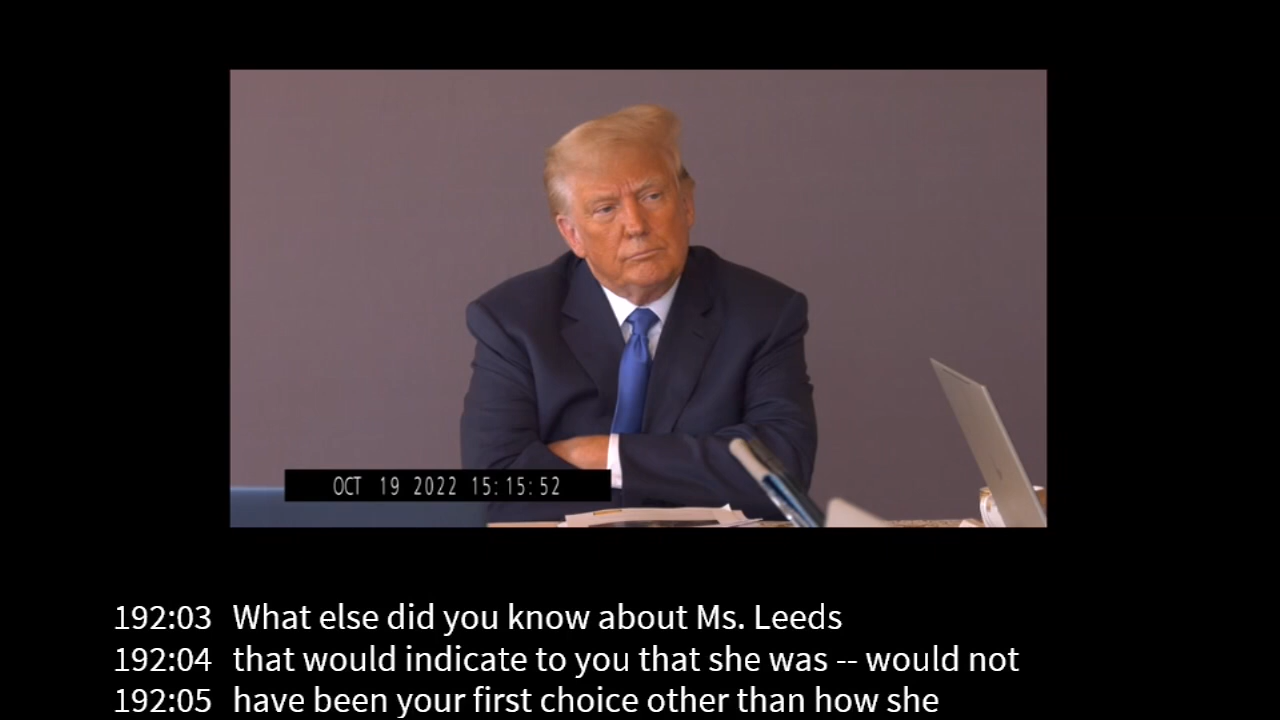 OCT 19 2022 15:15:52
192:03 What else did you know about Ms. Leeds
192:04 that would indicate to you that she was -- would not
192:05 have been your first choice other than how she